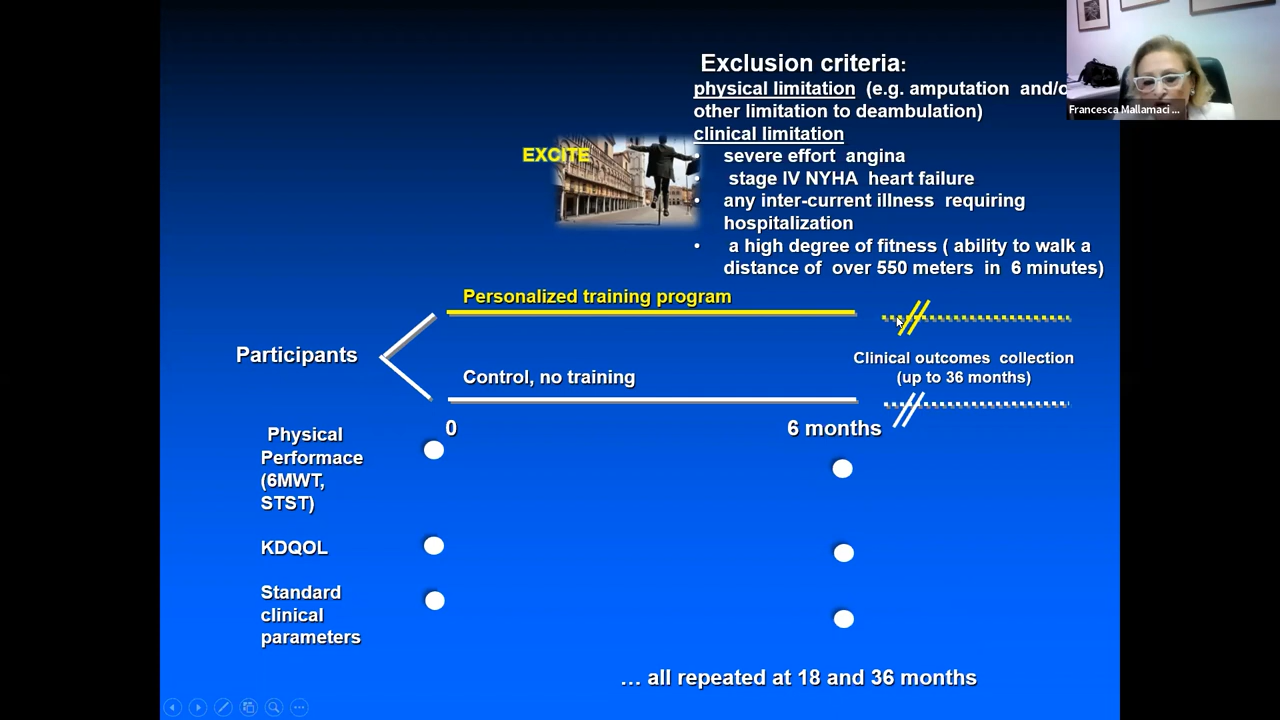 Exclusion criteria:
physical limitation (e.g. amputation and/o
other limitation to deambulation)
clinical limitation
• severe effort angina
• stage IV NYHA heart failure
• any inter-current illness requiring
hospitalization
• a high degree of fitness ( ability to walk a
distance of over 550 meters in 6 minutes)
Francesca Mallamaci ...
EXCITE
Personalized training program
Participants
Clinical outcomes collection
(up to 36 months)
Control, no training
0
6 months
Physical
Performace
(6MWT,
STST)
KDQOL
Standard
clinical
parameters
… all repeated at 18 and 36 months